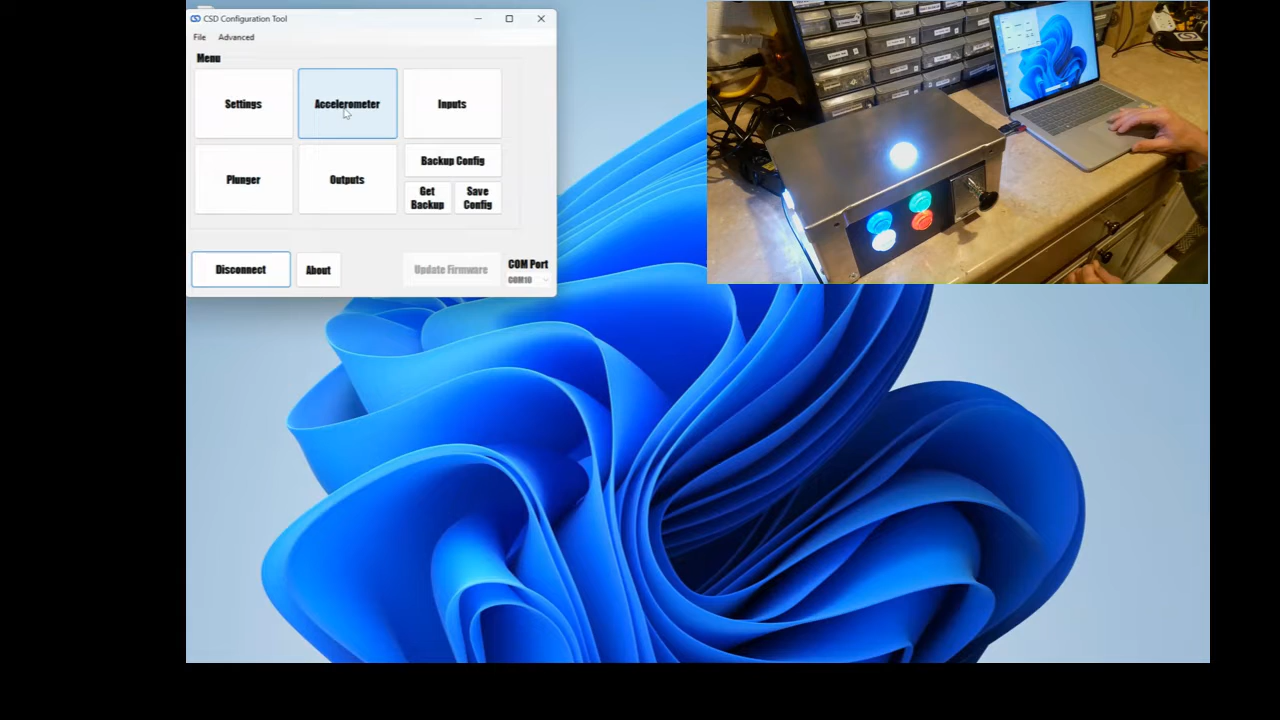 CSD Configuration Tool
File Advanced
Menu
Settings
Accelerometer
Inputs
Plunger
Outputs
Backup Config
Get
Backup
Save
Config
Disconnect
About
Update Firmware
COM Port
COM10